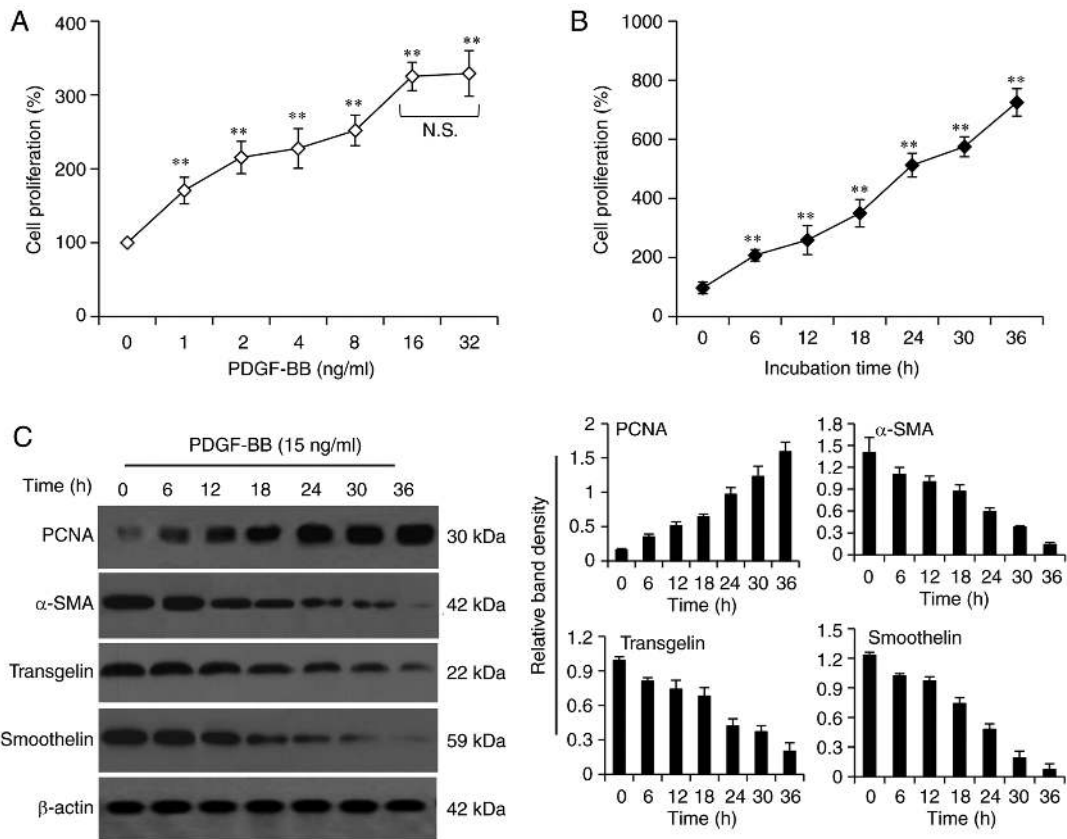 A
400
300
200
100
0
Cell proliferation (%)
** ** ** ** ** **
N.S.
0 1 2 4 8 16 32
PDGF-BB (ng/ml)
B
1000
800
600
400
200
0
Cell proliferation (%)
** ** ** ** ** **
0 6 12 18 24 30 36
Incubation time (h)
C
PDGF-BB (15 ng/ml)
Time (h) 0 6 12 18 24 30 36
PCNA 30 kDa
α-SMA 42 kDa
Transgelin 22 kDa
Smoothelin 59 kDa
β-actin 42 kDa
Relative band density
PCNA
2
1.5
1
0.5
0
0 6 12 18 24 30 36
Time (h)
α-SMA
1.8
1.5
1.2
0.9
0.6
0.3
0
0 6 12 18 24 30 36
Time (h)
Transgelin
1.2
0.9
0.6
0.3
0
0 6 12 18 24 30 36
Time (h)
Smoothelin
1.5
1.2
0.9
0.6
0.3
0
0 6 12 18 24 30 36
Time (h)